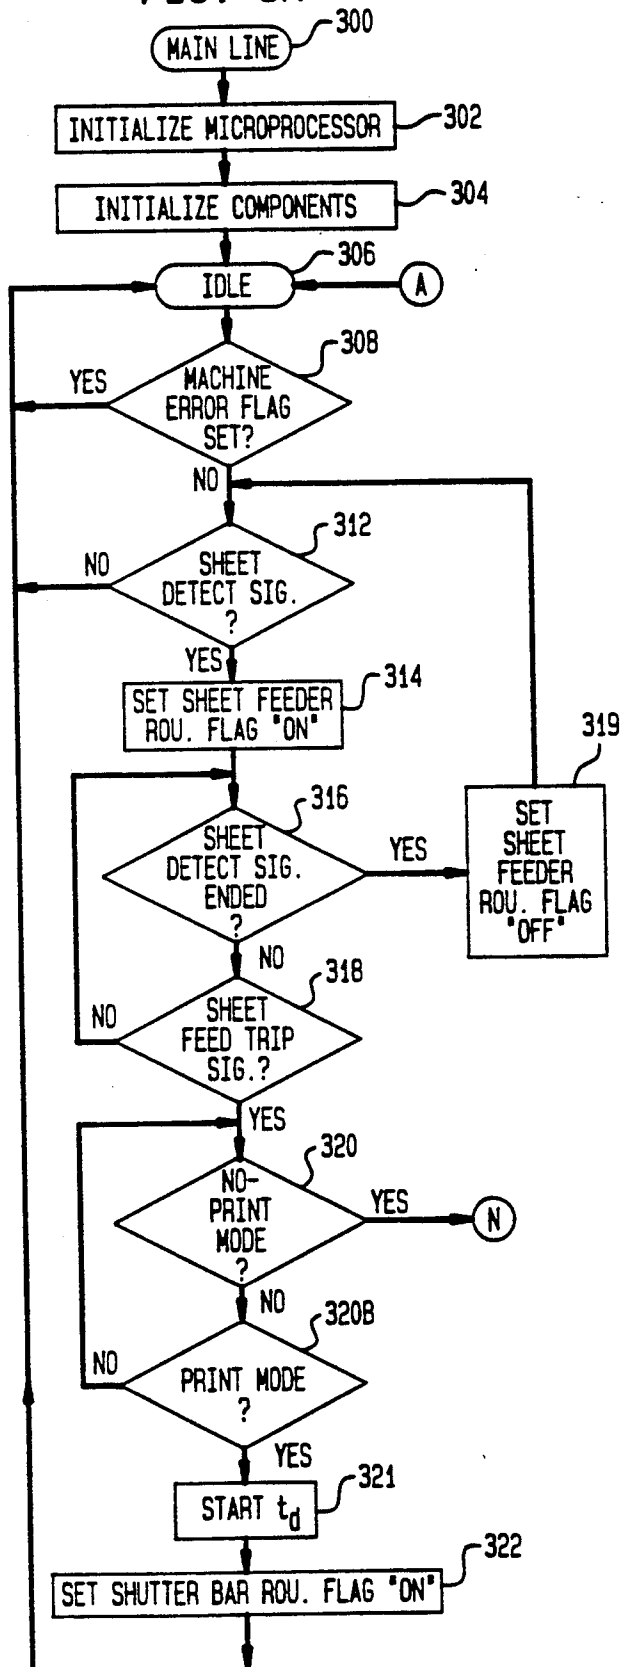 300
MAIN LINE
INITIALIZE MICROPROCESSOR
302
INITIALIZE COMPONENTS
304
306
IDLE
A
308
YES
MACHINE
ERROR FLAG
SET?
NO
312
NO
SHEET
DETECT SIG.
?
YES
314
SET SHEET FEEDER
ROU. FLAG "ON"
319
316
SHEET
DETECT SIG.
ENDED
?
YES
SET
SHEET
FEEDER
ROU. FLAG
"OFF"
NO
318
NO
SHEET
FEED TRIP
SIG.?
YES
320
NO-
PRINT
MODE
?
YES
N
NO
320B
NO
PRINT MODE
?
YES
321
START td
322
SET SHUTTER BAR ROU. FLAG "ON"